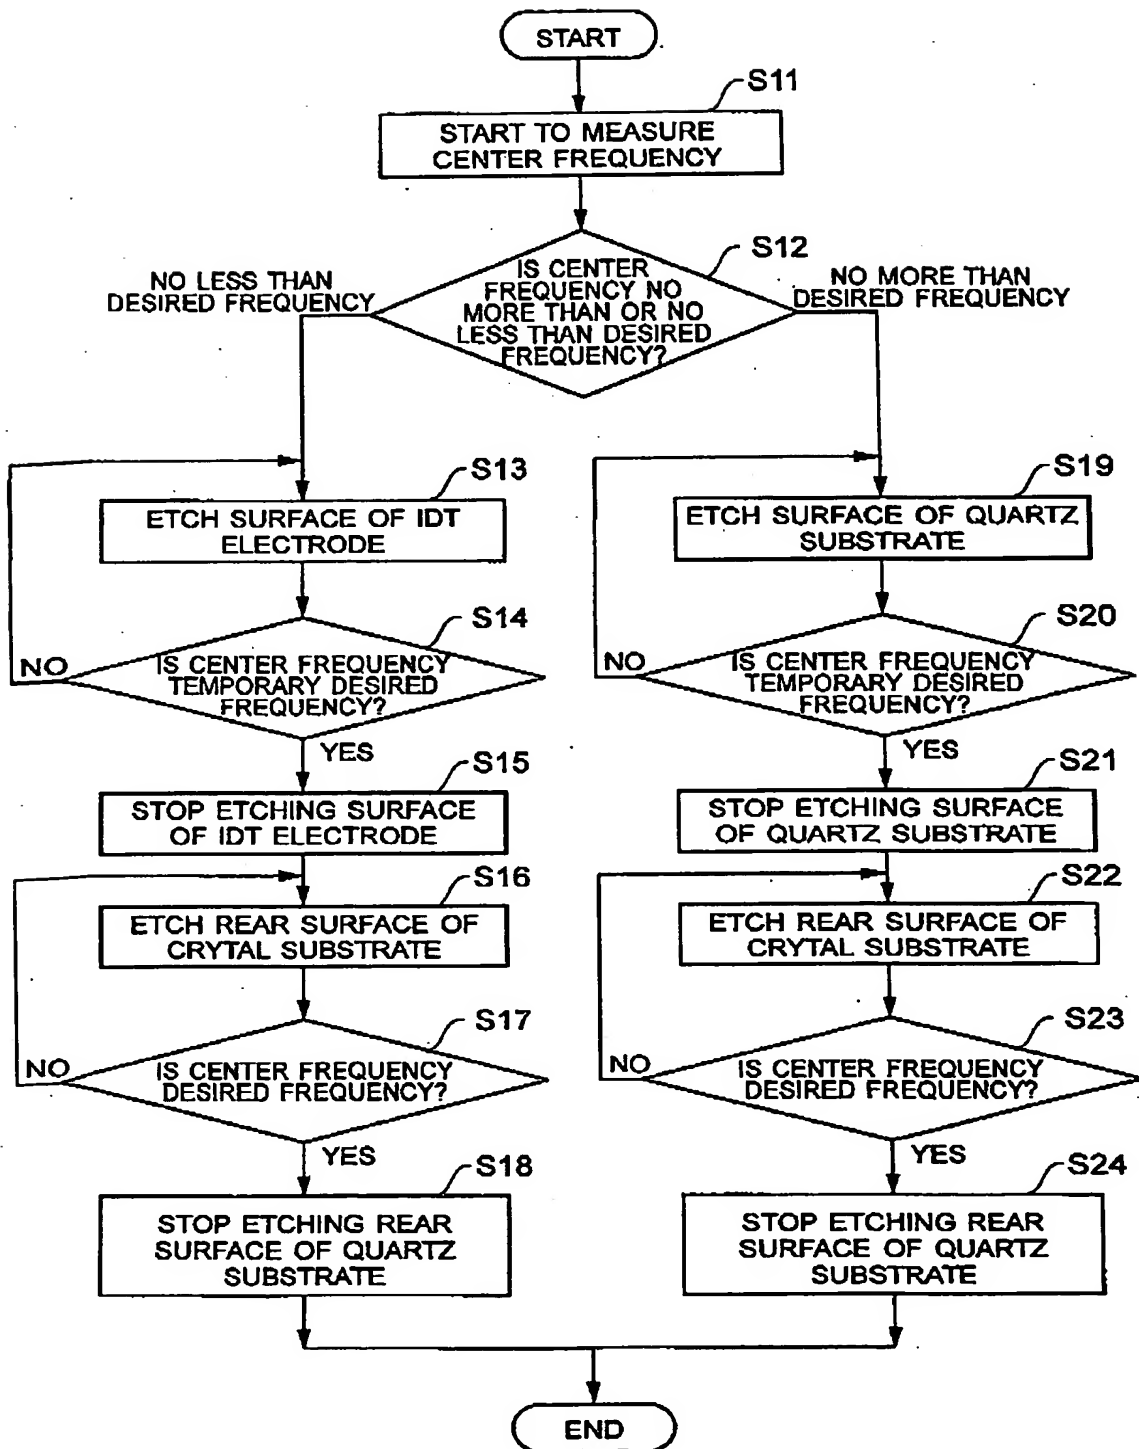 START
S11
START TO MEASURE
CENTER FREQUENCY
S12
IS CENTER
FREQUENCY NO
MORE THAN OR NO
LESS THAN DESIRED
FREQUENCY?
NO LESS THAN
DESIRED FREQUENCY
NO MORE THAN
DESIRED FREQUENCY
S13
ETCH SURFACE OF IDT
ELECTRODE
S14
IS CENTER FREQUENCY
TEMPORARY DESIRED
FREQUENCY?
NO
YES
S15
STOP ETCHING SURFACE
OF IDT ELECTRODE
S16
ETCH REAR SURFACE OF
CRYTAL SUBSTRATE
S17
IS CENTER FREQUENCY
DESIRED FREQUENCY?
NO
YES
S18
STOP ETCHING REAR
SURFACE OF QUARTZ
SUBSTRATE
S19
ETCH SURFACE OF QUARTZ
SUBSTRATE
S20
IS CENTER FREQUENCY
TEMPORARY DESIRED
FREQUENCY?
NO
YES
S21
STOP ETCHING SURFACE
OF QUARTZ SUBSTRATE
S22
ETCH REAR SURFACE OF
CRYTAL SUBSTRATE
S23
IS CENTER FREQUENCY
DESIRED FREQUENCY?
NO
YES
S24
STOP ETCHING REAR
SURFACE OF QUARTZ
SUBSTRATE
END